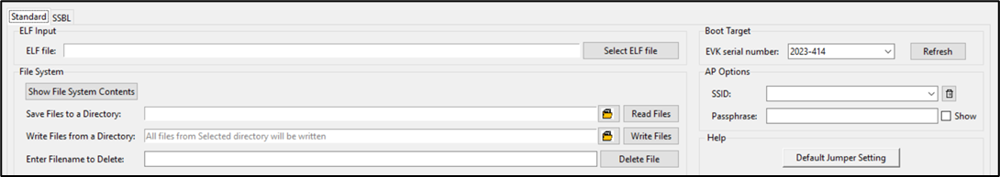 Standard SSBL
ELF Input
ELF file: Select ELF file
File System
Show File System Contents
Save Files to a Directory: Read Files
Write Files from a Directory: All files from Selected directory will be written Write Files
Enter Filename to Delete: Delete File
Boot Target
EVK serial number: 2023-414 Refresh
AP Options
SSID:
Passphrase: Show
Help
Default Jumper Setting